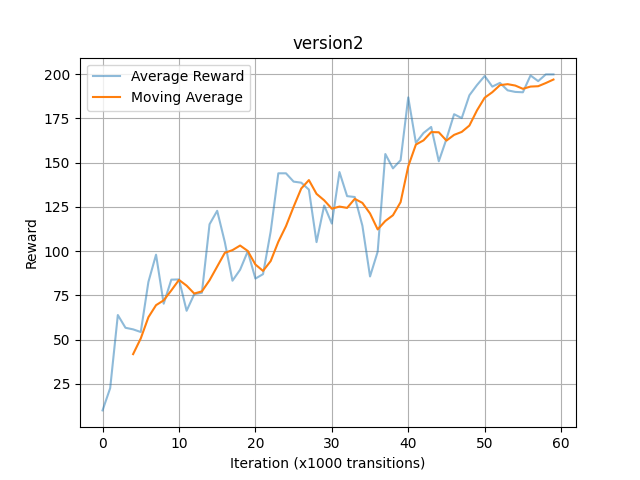 version2
Average Reward
Moving Average
200
175
150
125
100
75
50
25
Reward
0 10 20 30 40 50 60
Iteration (x1000 transitions)